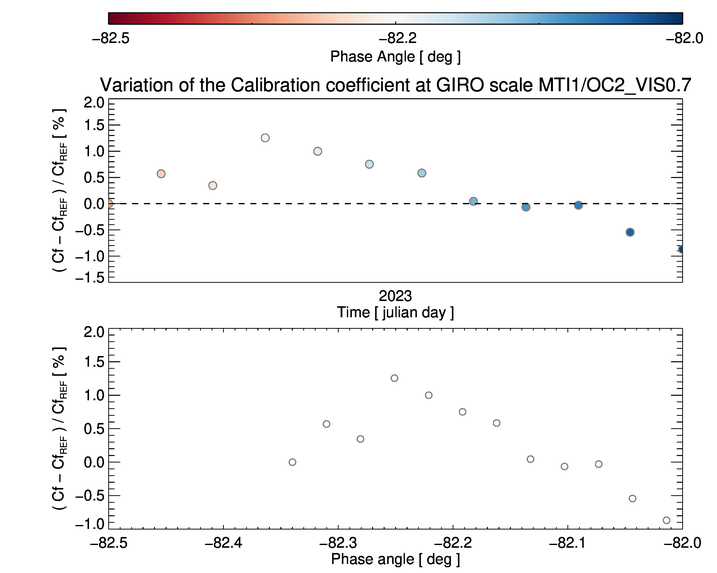 −82.5 −82.2 −82.0
Phase Angle [ deg ]
Variation of the Calibration coefficient at GIRO scale MTI1/OC2_VIS0.7
( Cf − Cf_REF ) / Cf_REF [ % ]
2.0
1.5
1.0
0.5
0.0
−0.5
−1.0
−1.5
2023
Time [ julian day ]
( Cf − Cf_REF ) / Cf_REF [ % ]
2.0
1.5
1.0
0.5
0.0
−0.5
−1.0
−82.5 −82.4 −82.3 −82.2 −82.1 −82.0
Phase angle [ deg ]